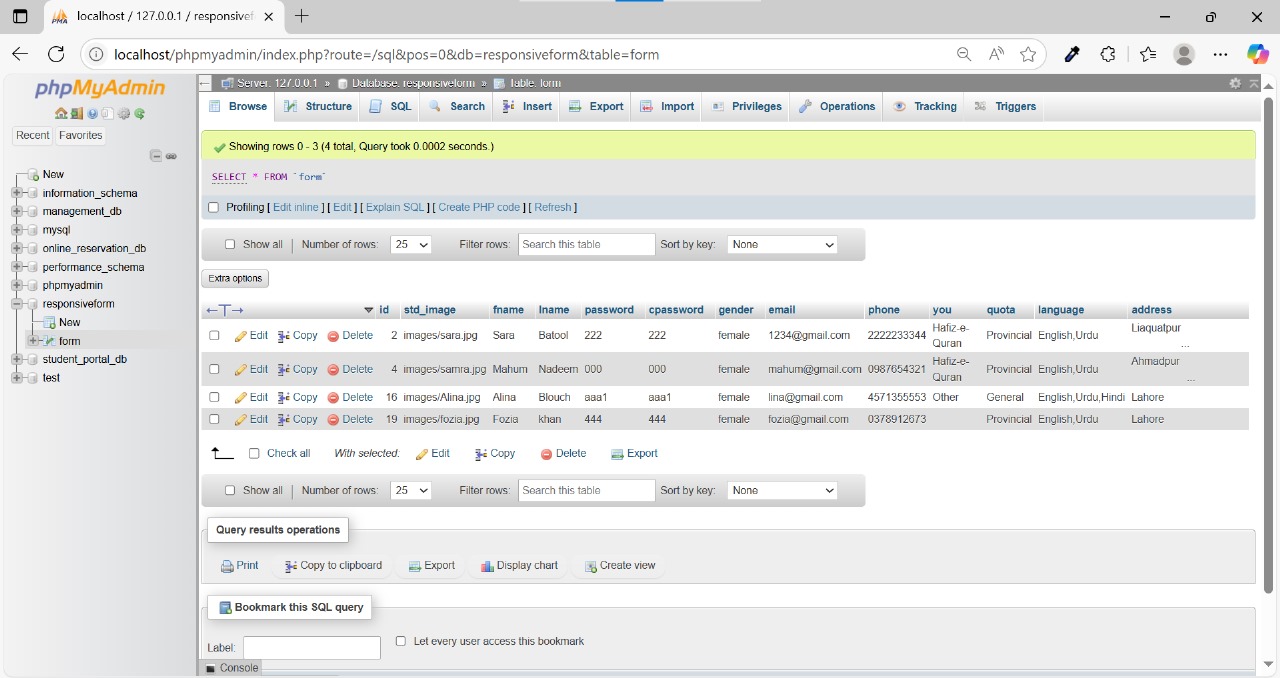 localhost / 127.0.0.1 / responsivef
localhost/phpmyadmin/index.php?route=/sql&pos=0&db=responsiveform&table=form
phpMyAdmin
Recent Favorites
New
information_schema
management_db
mysql
online_reservation_db
performance_schema
phpmyadmin
responsiveform
New
form
student_portal_db
test
Server: 127.0.0.1 » Database: responsiveform » Table: form
Browse Structure SQL Search Insert Export Import Privileges Operations Tracking Triggers
Showing rows 0 - 3 (4 total, Query took 0.0002 seconds.)
SELECT * FROM `form`
Profiling [ Edit inline ] [ Edit ] [ Explain SQL ] [ Create PHP code ] [ Refresh ]
Show all | Number of rows: 25 Filter rows: Search this table Sort by key: None
Extra options
←T→ id std_image fname lname password cpassword gender email phone you quota language address
Edit Copy Delete 2 images/sara.jpg Sara Batool 222 222 female 1234@gmail.com 2222233344 Hafiz-e-Quran Provincial English,Urdu Liaquatpur ...
Edit Copy Delete 4 images/samra.jpg Mahum Nadeem 000 000 female mahum@gmail.com 0987654321 Hafiz-e-Quran Provincial English,Urdu Ahmadpur ...
Edit Copy Delete 16 images/Alina.jpg Alina Blouch aaa1 aaa1 female lina@gmail.com 4571355553 Other General English,Urdu,Hindi Lahore
Edit Copy Delete 19 images/fozia.jpg Fozia khan 444 444 female fozia@gmail.com 0378912673 Provincial English,Urdu Lahore
Check all With selected: Edit Copy Delete Export
Show all | Number of rows: 25 Filter rows: Search this table Sort by key: None
Query results operations
Print Copy to clipboard Export Display chart Create view
Bookmark this SQL query
Label: Let every user access this bookmark
Console